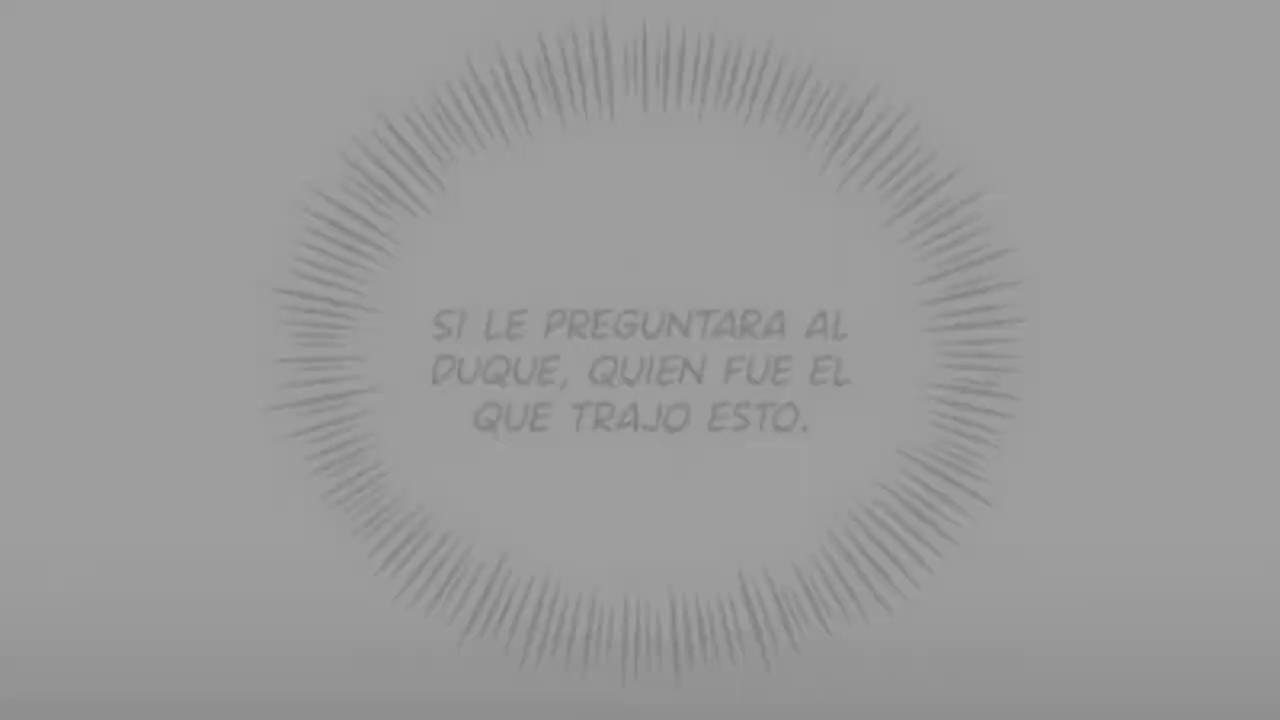 SI LE PREGUNTARA AL
DUQUE, QUIEN FUE EL
QUE TRAJO ESTO.